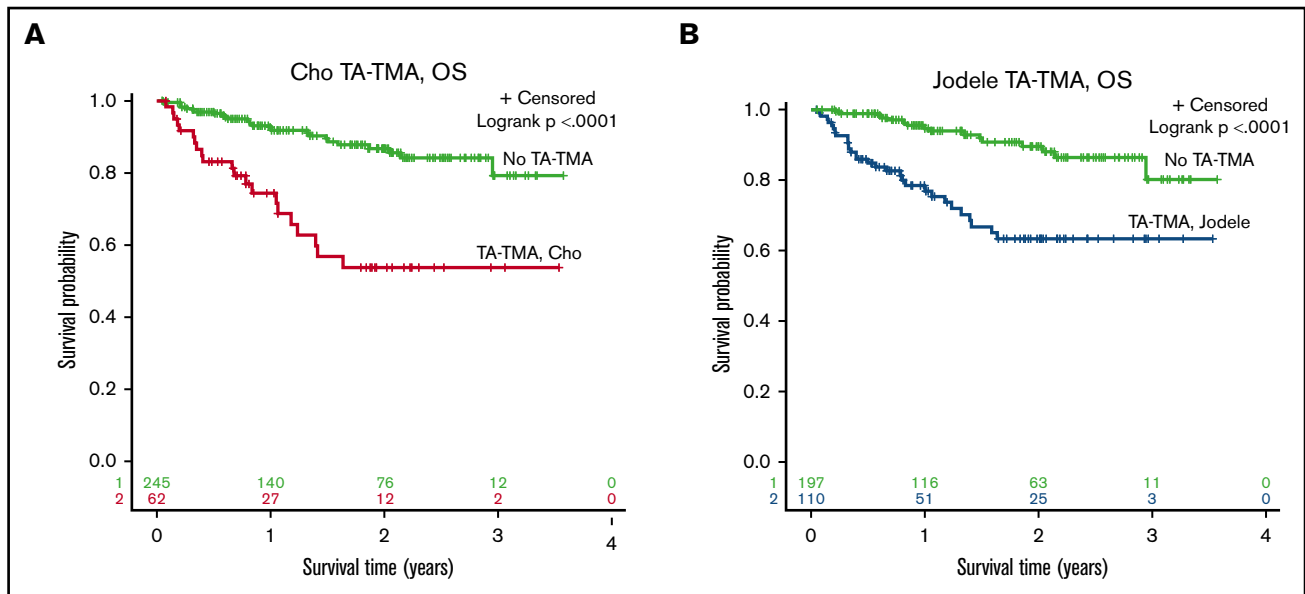 A
Cho TA-TMA, OS
+ Censored
Logrank p <.0001
No TA-TMA
TA-TMA, Cho
Survival probability
1.0
0.8
0.6
0.4
0.2
0.0
1 245 140 76 12 0
2 62 27 12 2 0
0 1 2 3 4
Survival time (years)
B
Jodele TA-TMA, OS
+ Censored
Logrank p <.0001
No TA-TMA
TA-TMA, Jodele
Survival probability
1.0
0.8
0.6
0.4
0.2
0.0
1 197 116 63 11 0
2 110 51 25 3 0
0 1 2 3 4
Survival time (years)